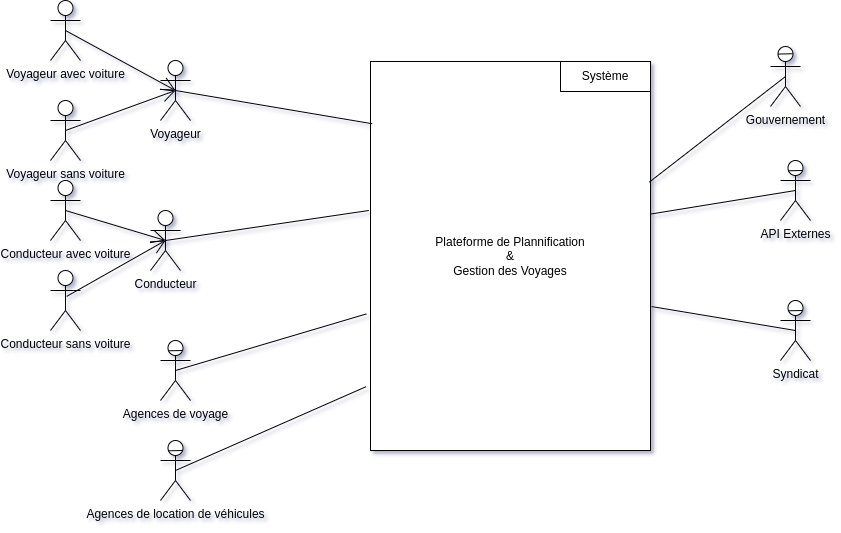 Voyageur avec voiture
Voyageur
Voyageur sans voiture
Conducteur avec voiture
Conducteur
Conducteur sans voiture
Agences de voyage
Agences de location de véhicules
Système
Plateforme de Plannification
&
Gestion des Voyages
Gouvernement
API Externes
Syndicat